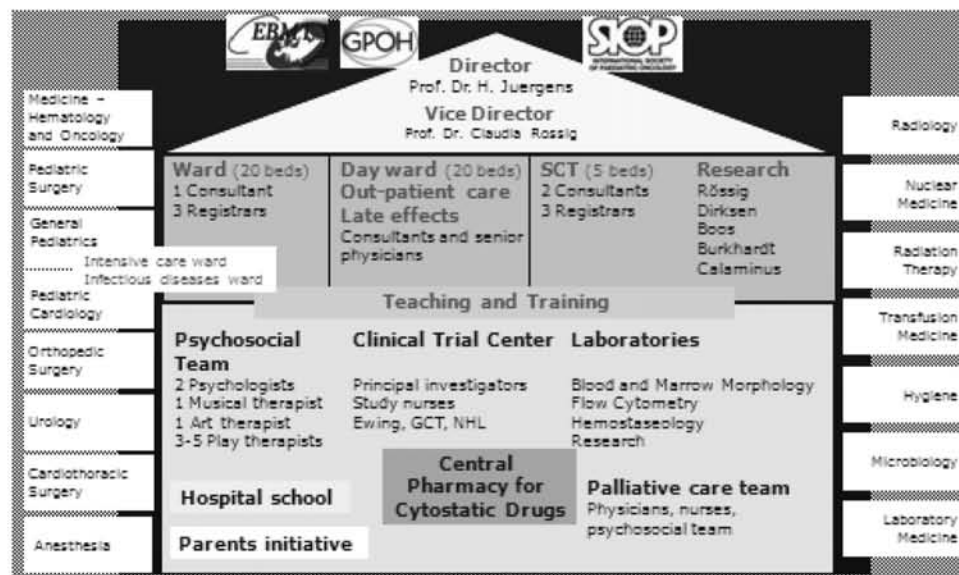 EBMT
GPOH
SIOP
INTERNATIONAL SOCIETY
OF PAEDIATRIC ONCOLOGY
Director
Prof. Dr. H. Juergens
Vice Director
Prof. Dr. Claudia Rossig
Medicine –
Hematology
and Oncology
Pediatric
Surgery
General
Pediatrics
Intensive care ward
Infectious diseases ward
Pediatric
Cardiology
Orthopedic
Surgery
Urology
Cardiothoracic
Surgery
Anesthesia
Ward (20 beds)
1 Consultant
3 Registrars
Day ward (20 beds)
Out-patient care
Late effects
Consultants and senior
physicians
SCT (5 beds)
2 Consultants
3 Registrars
Research
Rössig
Dirksen
Boos
Burkhardt
Calaminus
Teaching and Training
Psychosocial
Team
2 Psychologists
1 Musical therapist
1 Art therapist
3-5 Play therapists
Clinical Trial Center
Principal investigators
Study nurses
Ewing, GCT, NHL
Laboratories
Blood and Marrow Morphology
Flow Cytometry
Hemostaseology
Research
Hospital school
Parents initiative
Central
Pharmacy for
Cytostatic Drugs
Palliative care team
Physicians, nurses,
psychosocial team
Radiology
Nuclear
Medicine
Radiation
Therapy
Transfusion
Medicine
Hygiene
Microbiology
Laboratory
Medicine